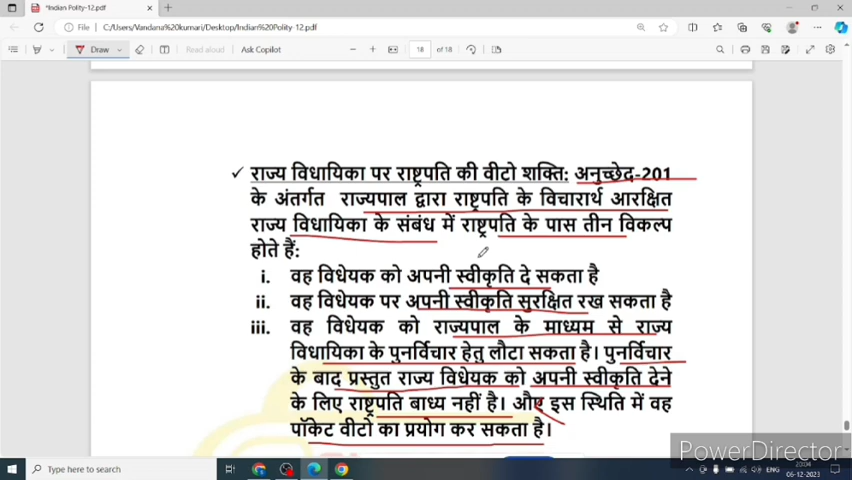 *Indian Polity-12.pdf
File | C:/Users/Vandana%20kumari/Desktop/Indian%20Polity-12.pdf
Draw Read aloud Ask Copilot 18 of 18
राज्य विधायिका पर राष्ट्रपति की वीटो शक्ति: अनुच्छेद-201
के अंतर्गत राज्यपाल द्वारा राष्ट्रपति के विचारार्थ आरक्षित
राज्य विधायिका के संबंध में राष्ट्रपति के पास तीन विकल्प
होते हैं:
i. वह विधेयक को अपनी स्वीकृति दे सकता है
ii. वह विधेयक पर अपनी स्वीकृति सुरक्षित रख सकता है
iii. वह विधेयक को राज्यपाल के माध्यम से राज्य
विधायिका के पुनर्विचार हेतु लौटा सकता है। पुनर्विचार
के बाद प्रस्तुत राज्य विधेयक को अपनी स्वीकृति देने
के लिए राष्ट्रपति बाध्य नहीं है। औए इस स्थिति में वह
पॉकेट वीटो का प्रयोग कर सकता है।
PowerDirector
Type here to search
ENG
20:04
06-12-2023